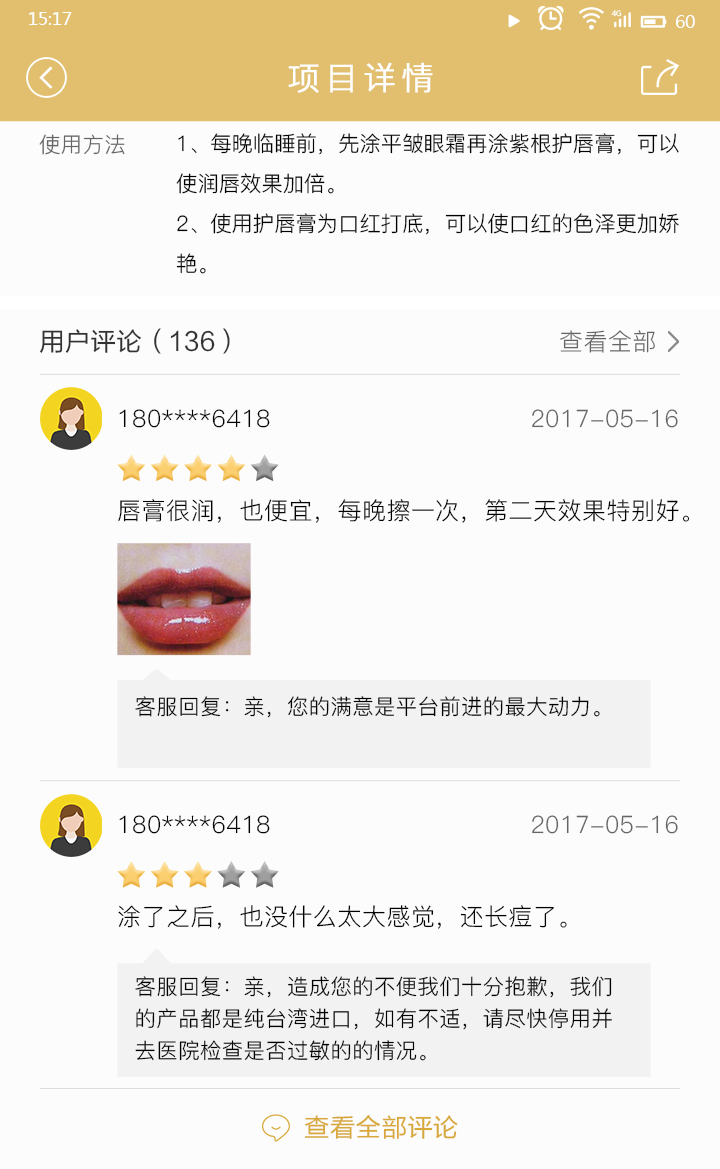 15:17
4G
60
项目详情
使用方法
1、每晚临睡前，先涂平皱眼霜再涂紫根护唇膏，可以
使润唇效果加倍。
2、使用护唇膏为口红打底，可以使口红的色泽更加娇
艳。
用户评论（136）
查看全部
180****6418
2017-05-16
唇膏很润，也便宜，每晚擦一次，第二天效果特别好。
客服回复：亲，您的满意是平台前进的最大动力。
180****6418
2017-05-16
涂了之后，也没什么太大感觉，还长痘了。
客服回复：亲，造成您的不便我们十分抱歉，我们
的产品都是纯台湾进口，如有不适，请尽快停用并
去医院检查是否过敏的的情况。
查看全部评论